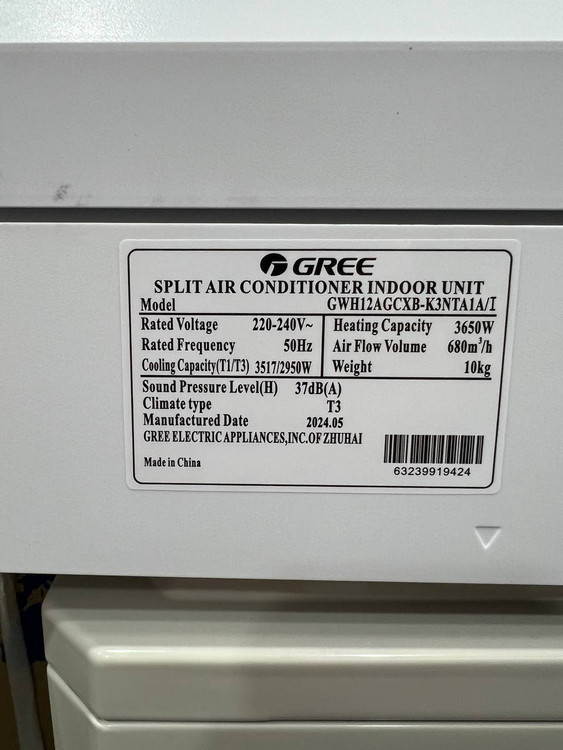 GREE
SPLIT AIR CONDITIONER INDOOR UNIT
Model GWH12AGCXB-K3NTA1A/I
Rated Voltage 220-240V~
Rated Frequency 50Hz
Cooling Capacity(T1/T3) 3517/2950W
Heating Capacity 3650W
Air Flow Volume 680m³/h
Weight 10kg
Sound Pressure Level(H) 37dB(A)
Climate type T3
Manufactured Date 2024.05
GREE ELECTRIC APPLIANCES,INC.OF ZHUHAI
Made in China
63239919424